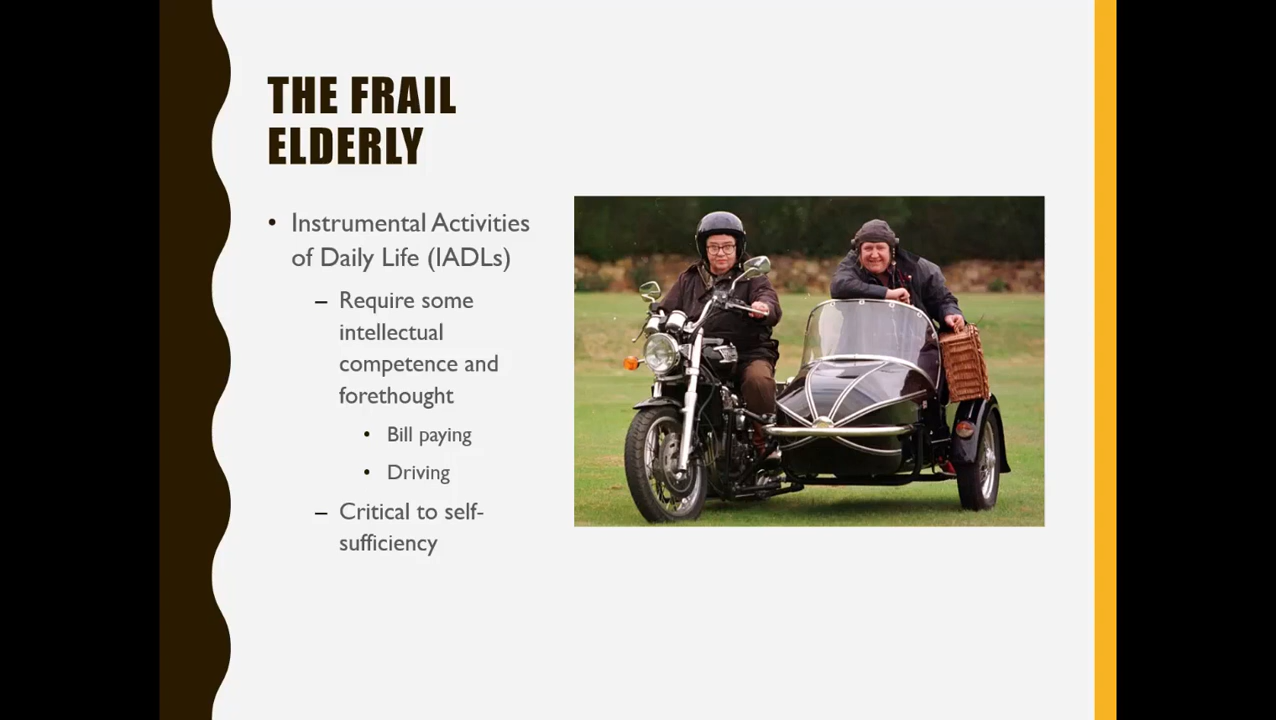 THE FRAIL
ELDERLY
• Instrumental Activities
of Daily Life (IADLs)
– Require some
intellectual
competence and
forethought
• Bill paying
• Driving
– Critical to self-
sufficiency